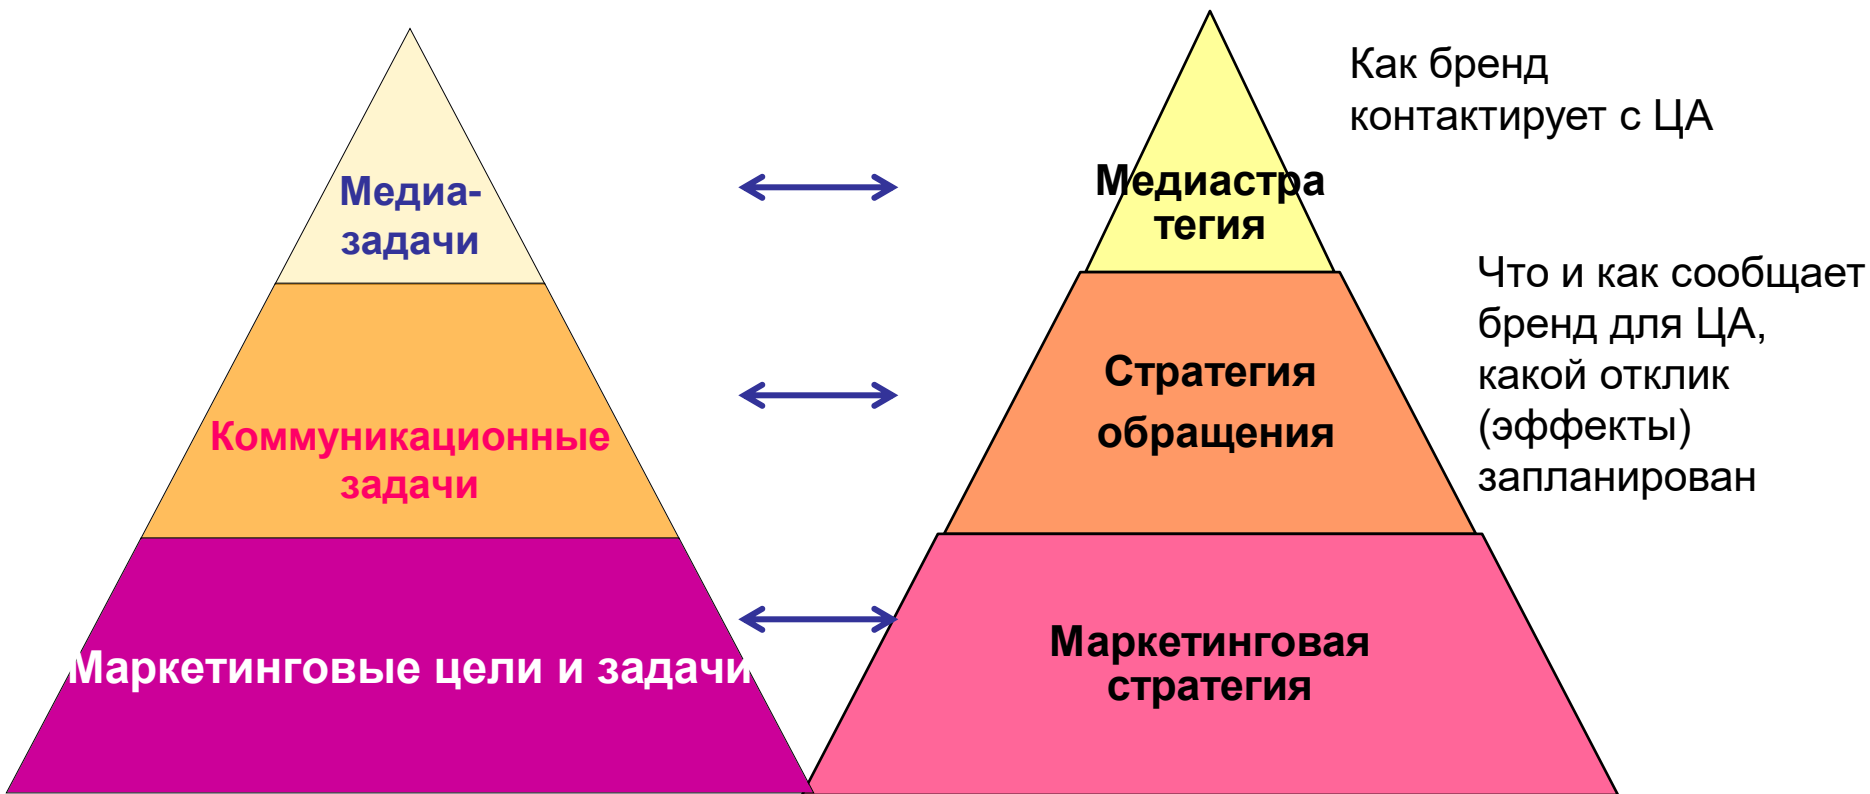 Медиа-
задачи
Коммуникационные
задачи
Маркетинговые цели и задачи
Медиастра
тегия
Стратегия
обращения
Маркетинговая
стратегия
Как бренд
контактирует с ЦА
Что и как сообщает
бренд для ЦА,
какой отклик
(эффекты)
запланирован